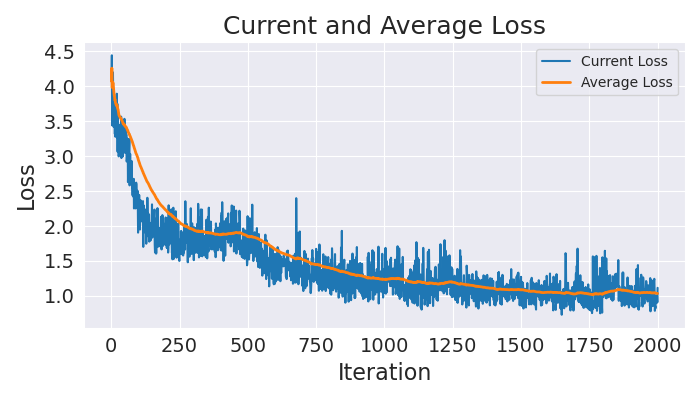 Current and Average Loss
4.5
4.0
3.5
3.0
2.5
2.0
1.5
1.0
Loss
Current Loss
Average Loss
0 250 500 750 1000 1250 1500 1750 2000
Iteration